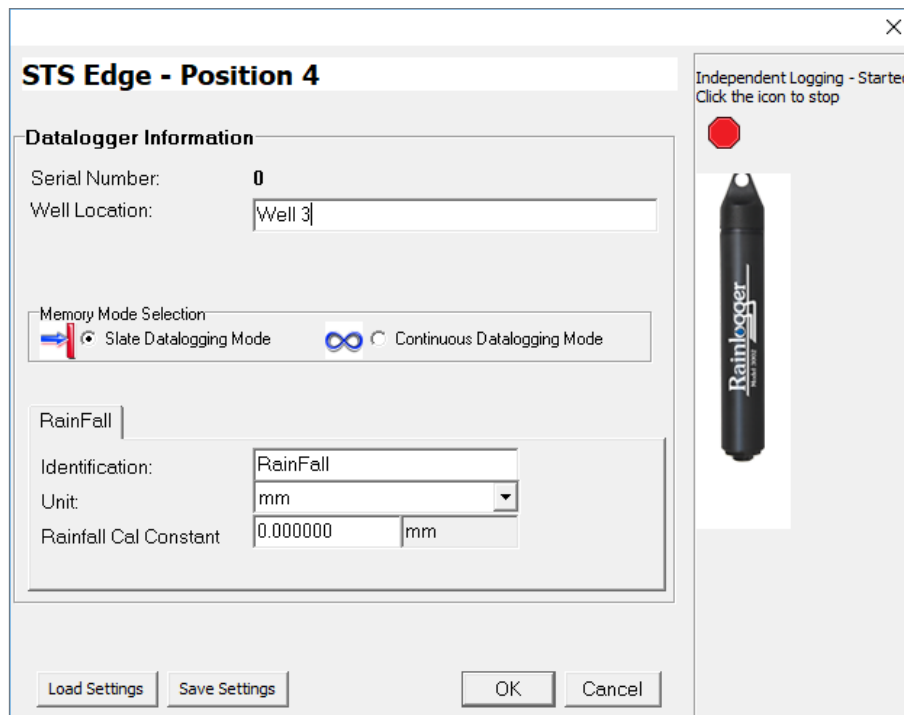 STS Edge - Position 4
Independent Logging - Started
Click the icon to stop
Datalogger Information
Serial Number: 0
Well Location: Well 3
Memory Mode Selection
Slate Datalogging Mode Continuous Datalogging Mode
RainFall
Identification: RainFall
Unit: mm
Rainfall Cal Constant 0.000000 mm
Rainlogger
Model 3002
Load Settings Save Settings OK Cancel